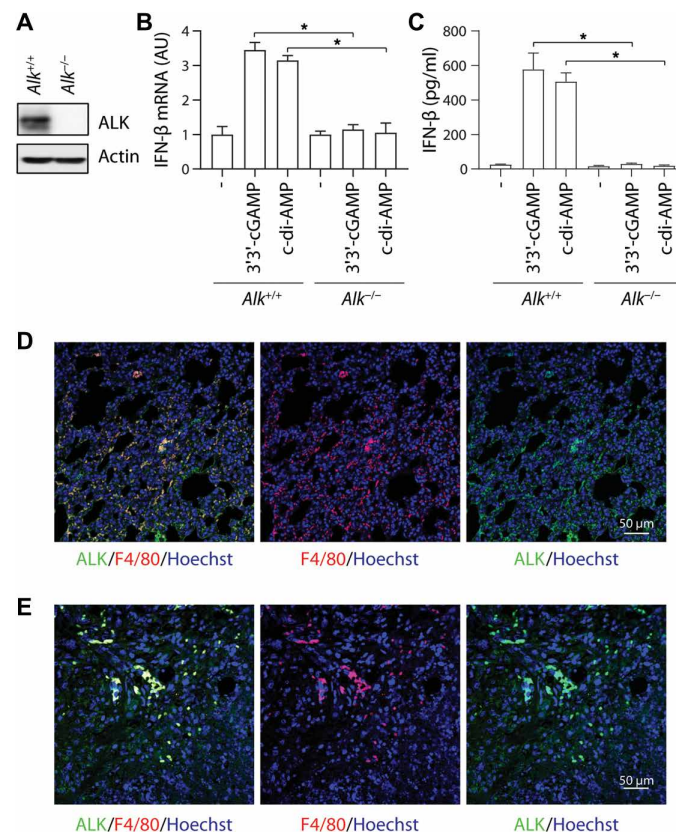 A
Alk+/+
Alk–/–
ALK
Actin
B
IFN-β mRNA (AU)
4
3
2
1
0
*
*
-
3'3'-cGAMP
c-di-AMP
-
3'3'-cGAMP
c-di-AMP
Alk+/+
Alk–/–
C
IFN-β (pg/ml)
800
600
400
200
0
*
*
-
3'3'-cGAMP
c-di-AMP
-
3'3'-cGAMP
c-di-AMP
Alk+/+
Alk–/–
D
50 µm
ALK/F4/80/Hoechst
F4/80/Hoechst
ALK/Hoechst
E
50 µm
ALK/F4/80/Hoechst
F4/80/Hoechst
ALK/Hoechst